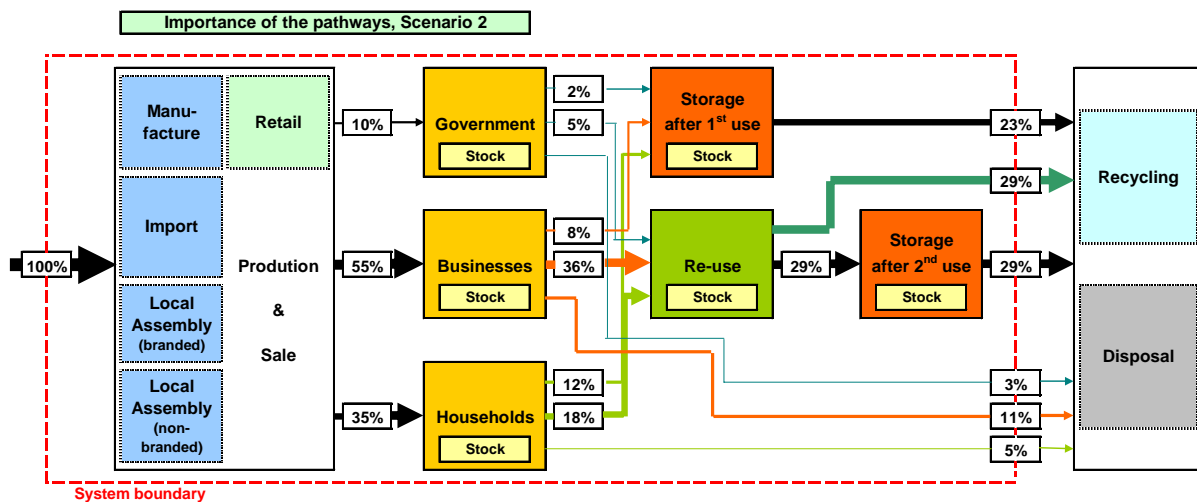 Importance of the pathways, Scenario 2
Manu-
facture
Retail
Import
Prodution
&
Sale
Local
Assembly
(branded)
Local
Assembly
(non-
branded)
100%
10%
55%
35%
Government
Stock
Businesses
Stock
Households
Stock
2%
5%
8%
36%
12%
18%
Storage
after 1st use
Stock
Re-use
Stock
29%
Storage
after 2nd use
Stock
23%
29%
29%
3%
11%
5%
Recycling
Disposal
System boundary